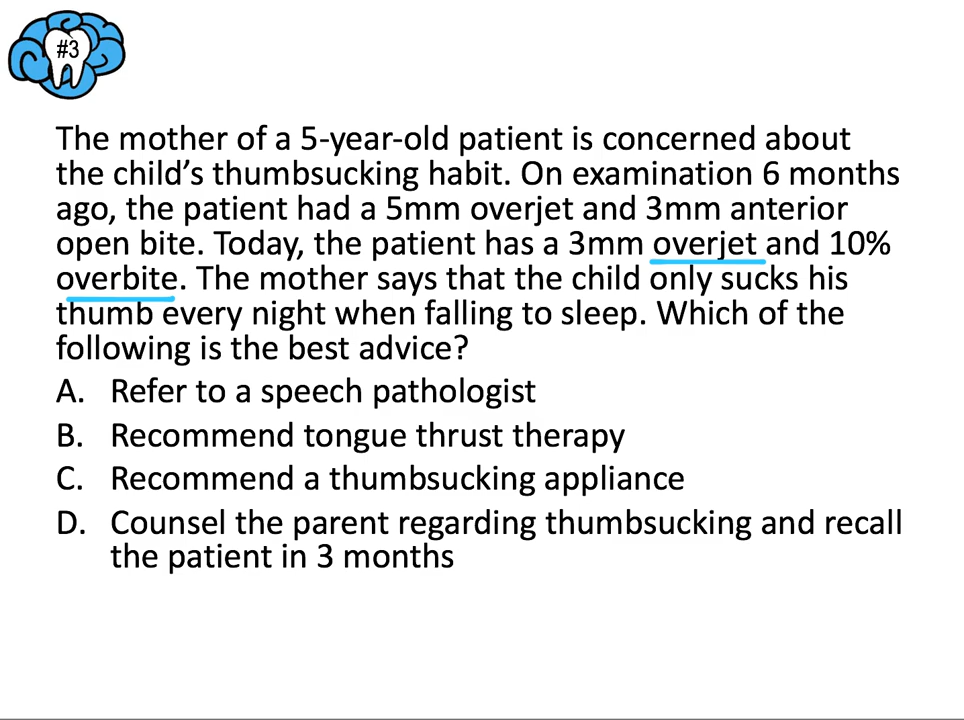 #3
The mother of a 5-year-old patient is concerned about
the child’s thumbsucking habit. On examination 6 months
ago, the patient had a 5mm overjet and 3mm anterior
open bite. Today, the patient has a 3mm overjet and 10%
overbite. The mother says that the child only sucks his
thumb every night when falling to sleep. Which of the
following is the best advice?
A. Refer to a speech pathologist
B. Recommend tongue thrust therapy
C. Recommend a thumbsucking appliance
D. Counsel the parent regarding thumbsucking and recall
the patient in 3 months